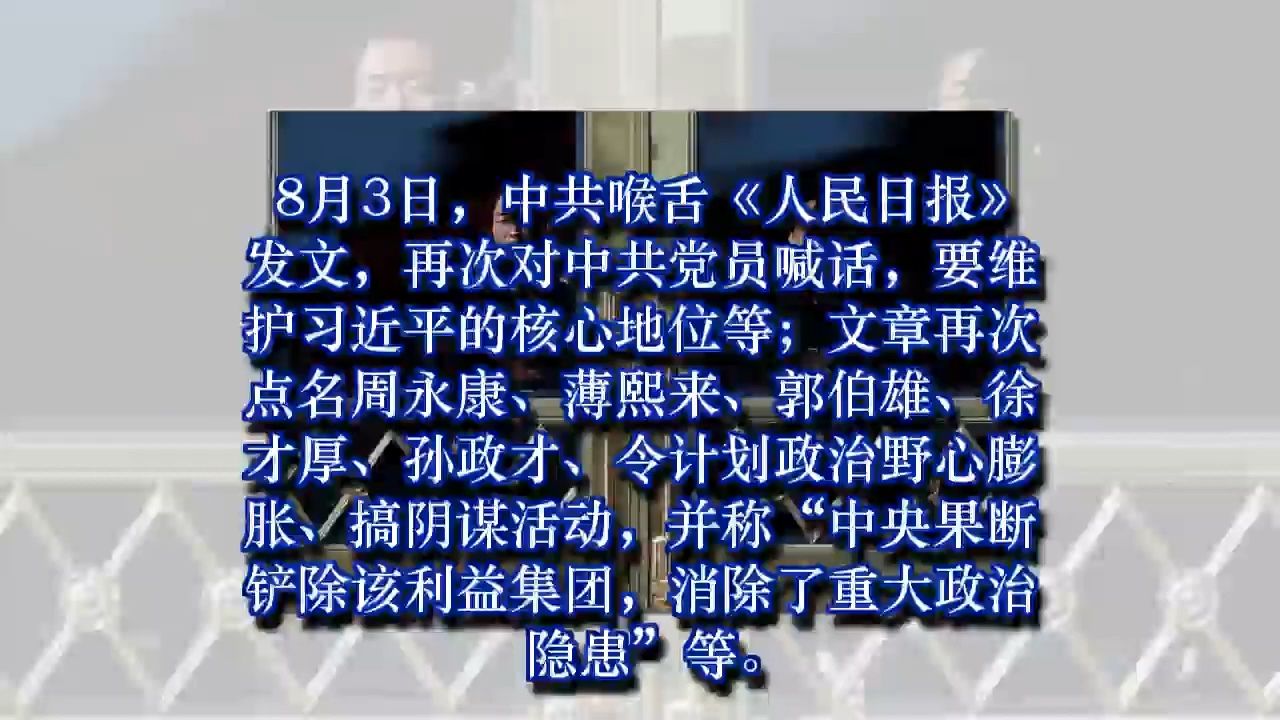 8月3日，中共喉舌《人民日报》
发文，再次对中共党员喊话，要维
护习近平的核心地位等；文章再次
点名周永康、薄熙来、郭伯雄、徐
才厚、孙政才、令计划政治野心膨
胀、搞阴谋活动，并称“中央果断
铲除该利益集团，消除了重大政治
隐患”等。